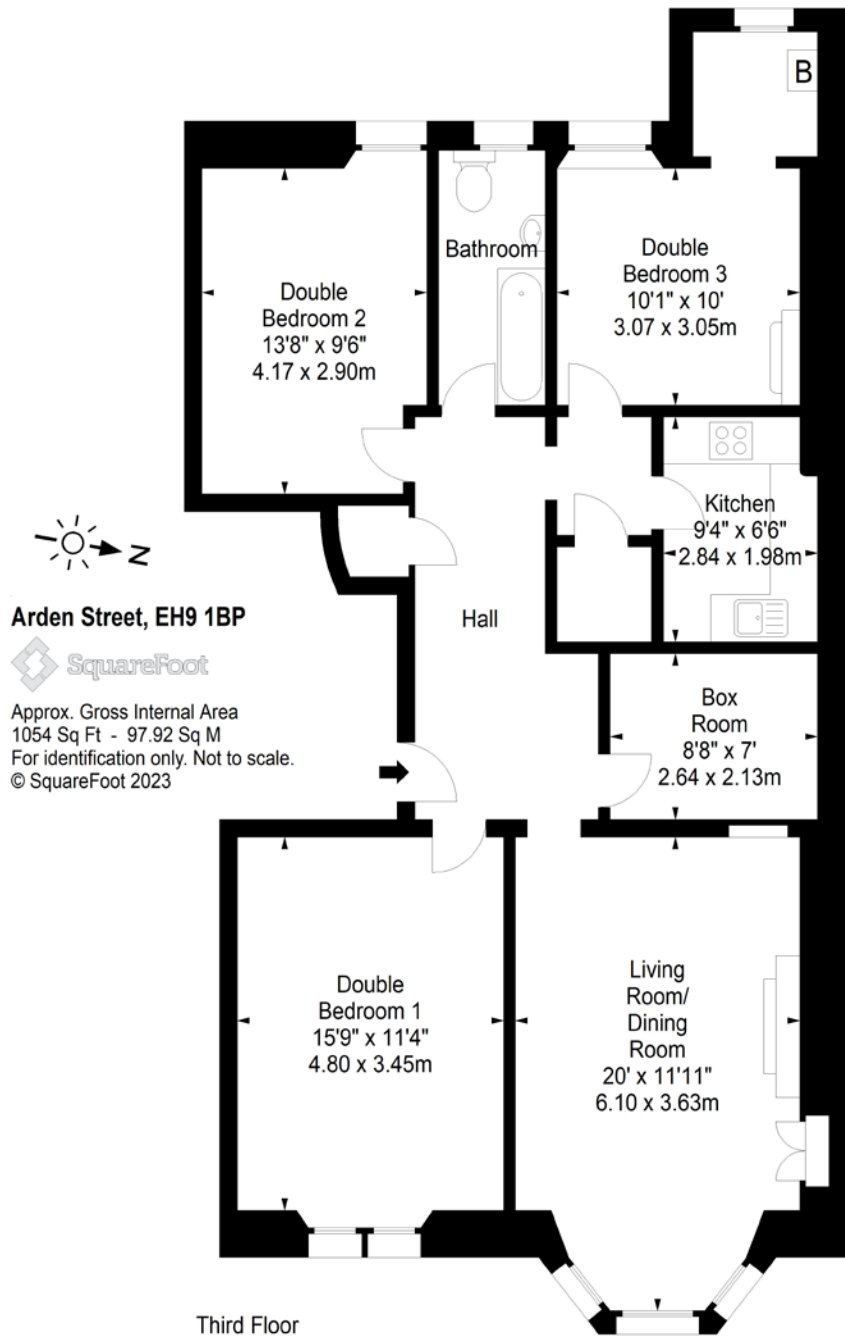 B
Bathroom
Double
Bedroom 3
10'1" x 10'
3.07 x 3.05m
Double
Bedroom 2
13'8" x 9'6"
4.17 x 2.90m
Kitchen
9'4" x 6'6"
2.84 x 1.98m
N
Arden Street, EH9 1BP
SquareFoot
Approx. Gross Internal Area
1054 Sq Ft - 97.92 Sq M
For identification only. Not to scale.
© SquareFoot 2023
Hall
Box
Room
8'8" x 7'
2.64 x 2.13m
Double
Bedroom 1
15'9" x 11'4"
4.80 x 3.45m
Living
Room/
Dining
Room
20' x 11'11"
6.10 x 3.63m
Third Floor